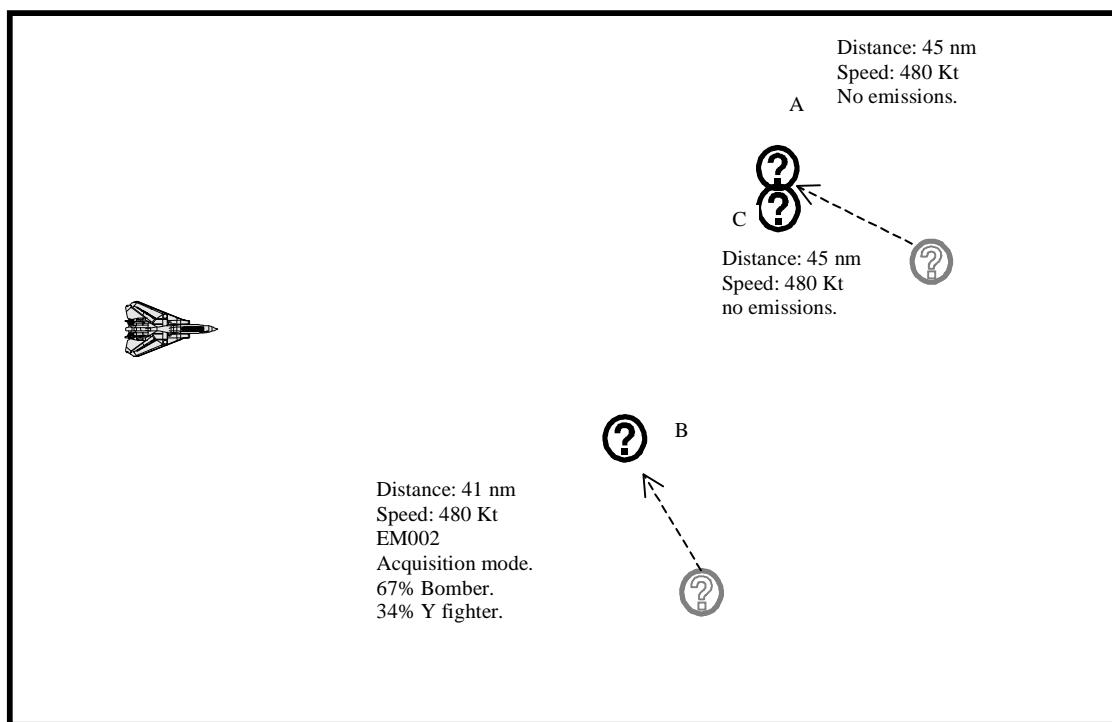 Distance: 45 nm
Speed: 480 Kt
No emissions.
A
?
?
C
?
Distance: 45 nm
Speed: 480 Kt
no emissions.
?
B
Distance: 41 nm
Speed: 480 Kt
EM002
Acquisition mode.
67% Bomber.
34% Y fighter.
?